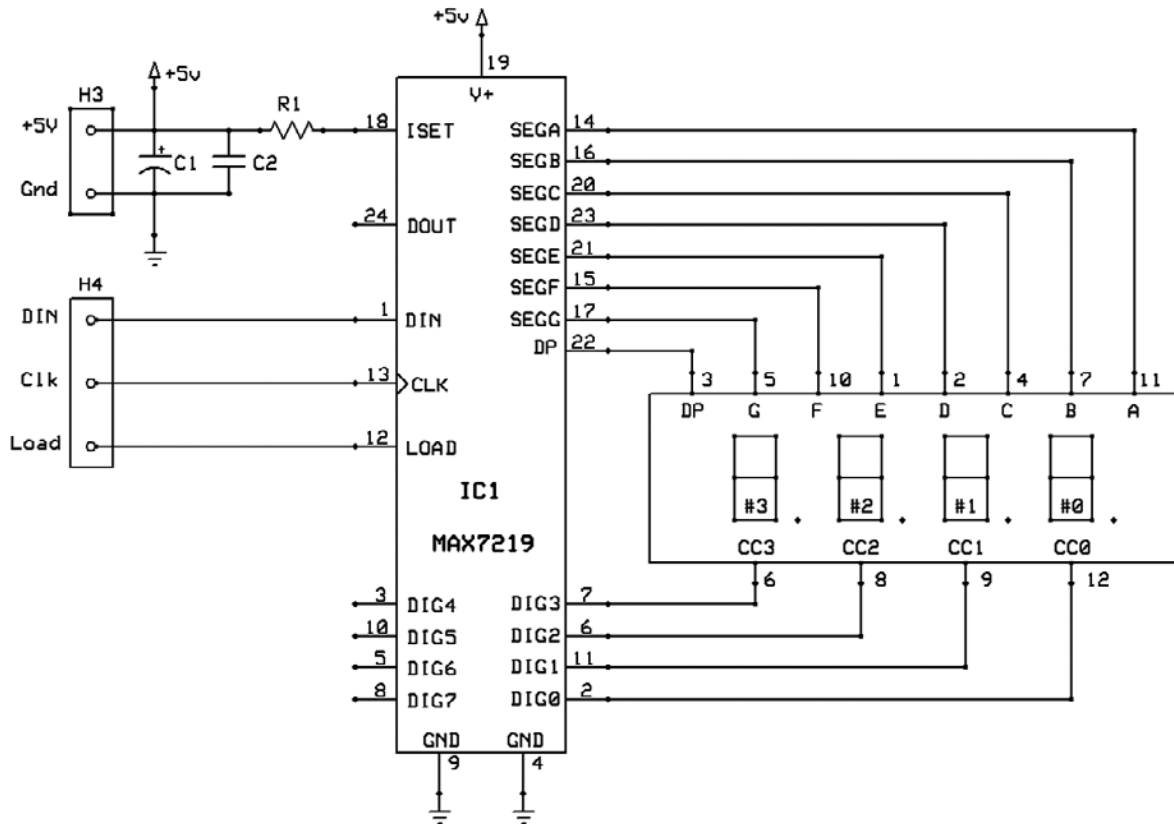 +5v
19
V+
+5v
H3
+5V
Gnd
C1
+
C2
R1
18
ISET
24
DOUT
H4
DIN
Clk
Load
1
DIN
13
CLK
12
LOAD
IC1
MAX7219
SEGA
14
SEGB
16
SEGC
20
SEGD
23
SEGE
21
SEGF
15
SEGG
17
DP
22
3
5
10
1
2
4
7
11
DP
G
F
E
D
C
B
A
#3
#2
#1
#0
CC3
CC2
CC1
CC0
6
8
9
12
3
DIG4
10
DIG5
5
DIG6
8
DIG7
DIG3
7
DIG2
6
DIG1
11
DIG0
2
GND
GND
9
4